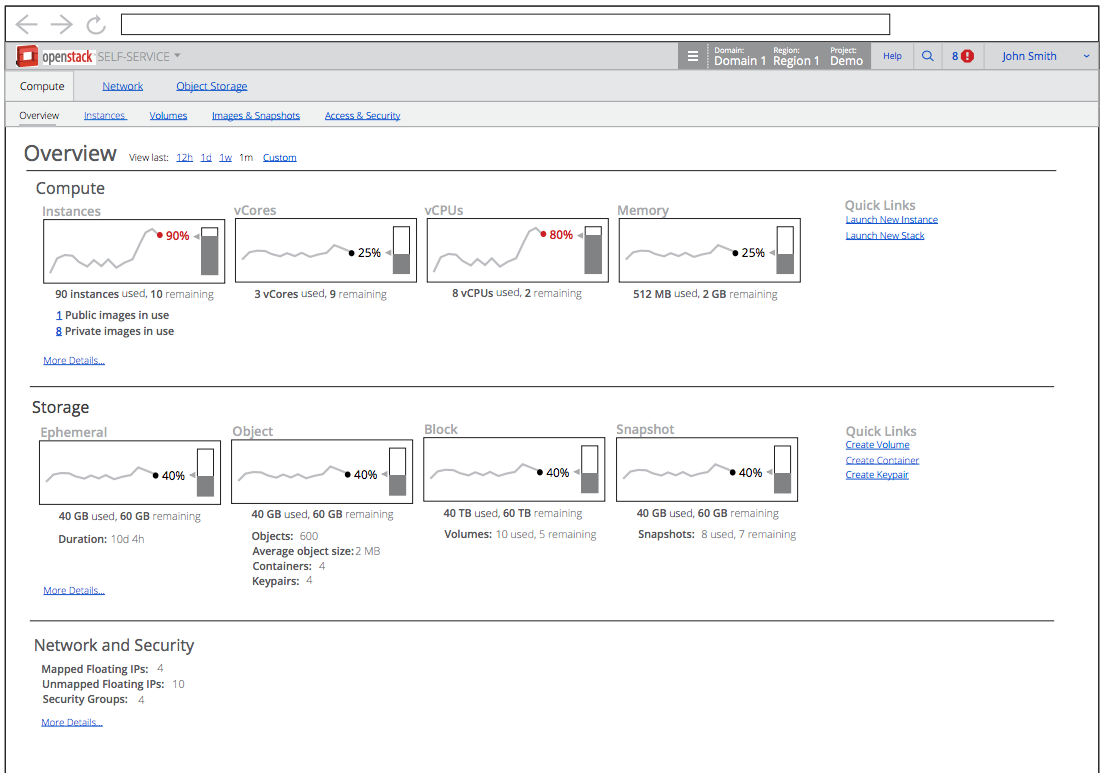 openstack SELF-SERVICE
Domain: Domain 1 Region: Region 1 Project: Demo Help 8 ! John Smith
Compute Network Object Storage
Overview Instances Volumes Images & Snapshots Access & Security
Overview View last: 12h 1d 1w 1m Custom
Compute
Instances vCores vCPUs Memory Quick Links
90% 25% 80% 25% Launch New Instance
Launch New Stack
90 instances used, 10 remaining 3 vCores used, 9 remaining 8 vCPUs used, 2 remaining 512 MB used, 2 GB remaining
1 Public images in use
8 Private images in use
More Details...
Storage
Ephemeral Object Block Snapshot Quick Links
Create Volume
Create Container
40% 40% 40% 40% Create Keypair
40 GB used, 60 GB remaining 40 GB used, 60 GB remaining 40 TB used, 60 TB remaining 40 GB used, 60 GB remaining
Duration: 10d 4h Objects: 600 Volumes: 10 used, 5 remaining Snapshots: 8 used, 7 remaining
Average object size: 2 MB
Containers: 4
Keypairs: 4
More Details...
Network and Security
Mapped Floating IPs: 4
Unmapped Floating IPs: 10
Security Groups: 4
More Details...